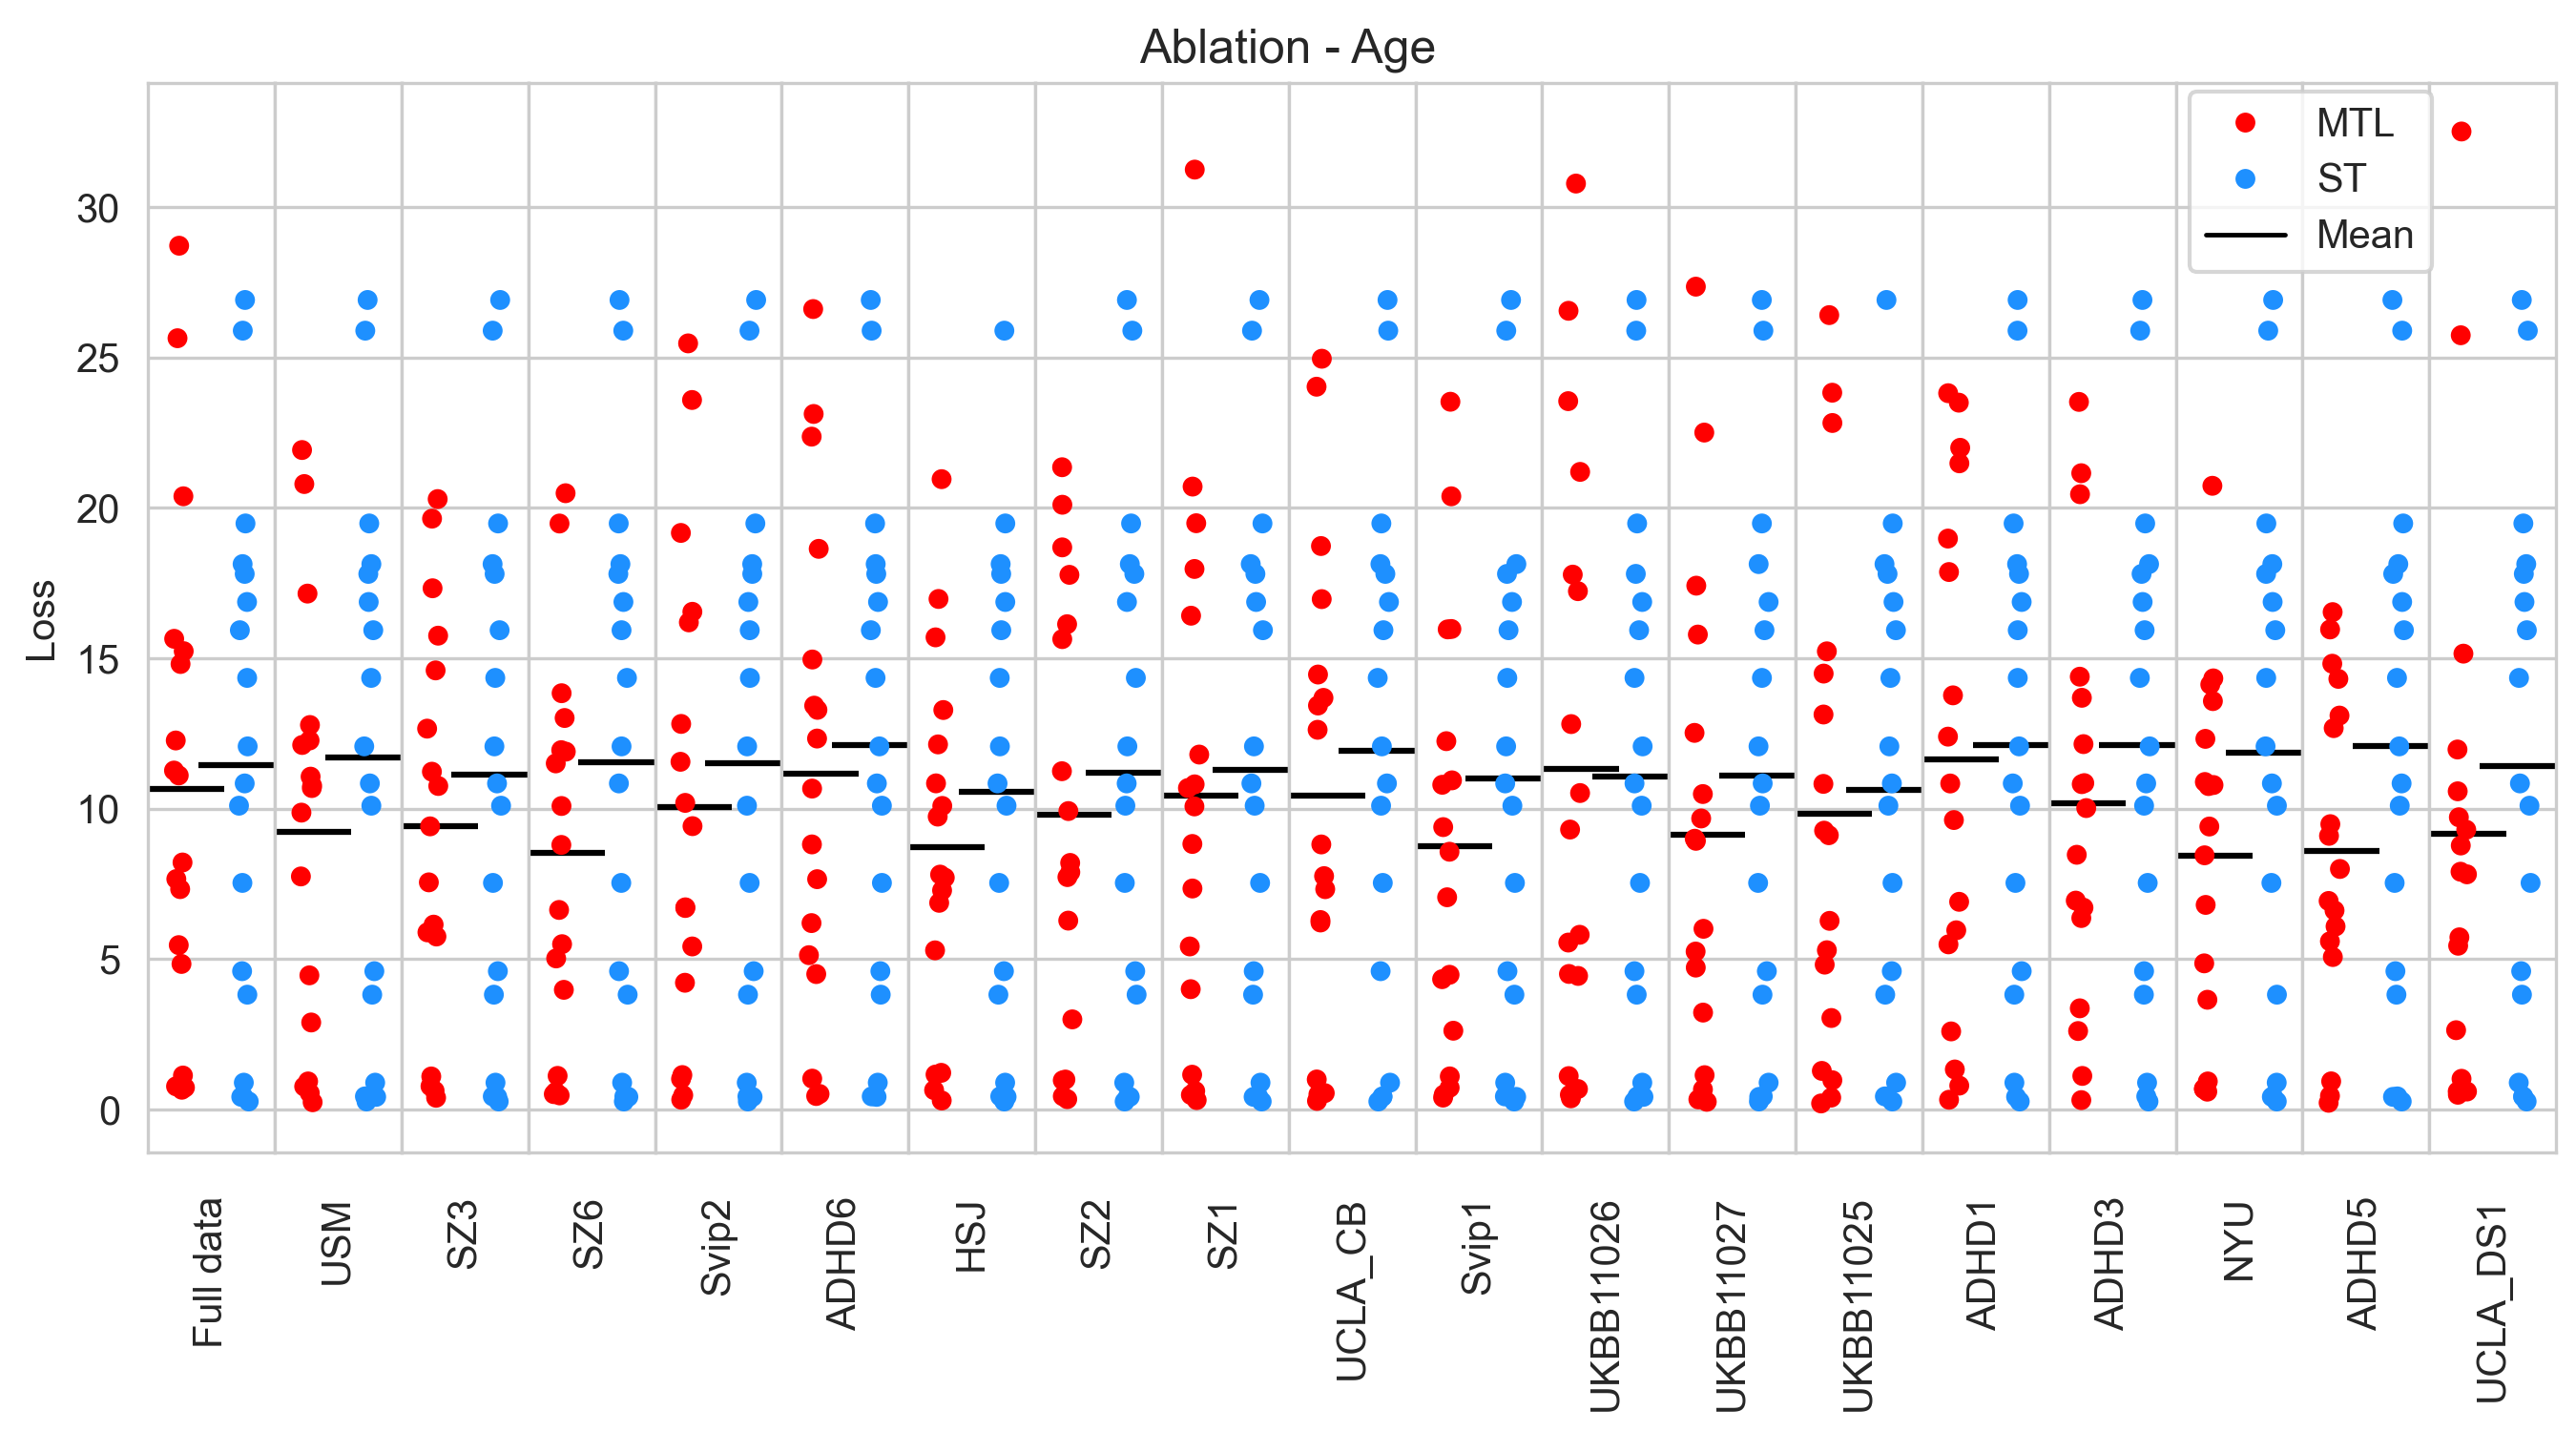 Ablation - Age
MTL
ST
Mean
Loss
30
25
20
15
10
5
0
Full data
USM
SZ3
SZ6
Svip2
ADHD6
HSJ
SZ2
SZ1
UCLA_CB
Svip1
UKBB11026
UKBB11027
UKBB11025
ADHD1
ADHD3
NYU
ADHD5
UCLA_DS1